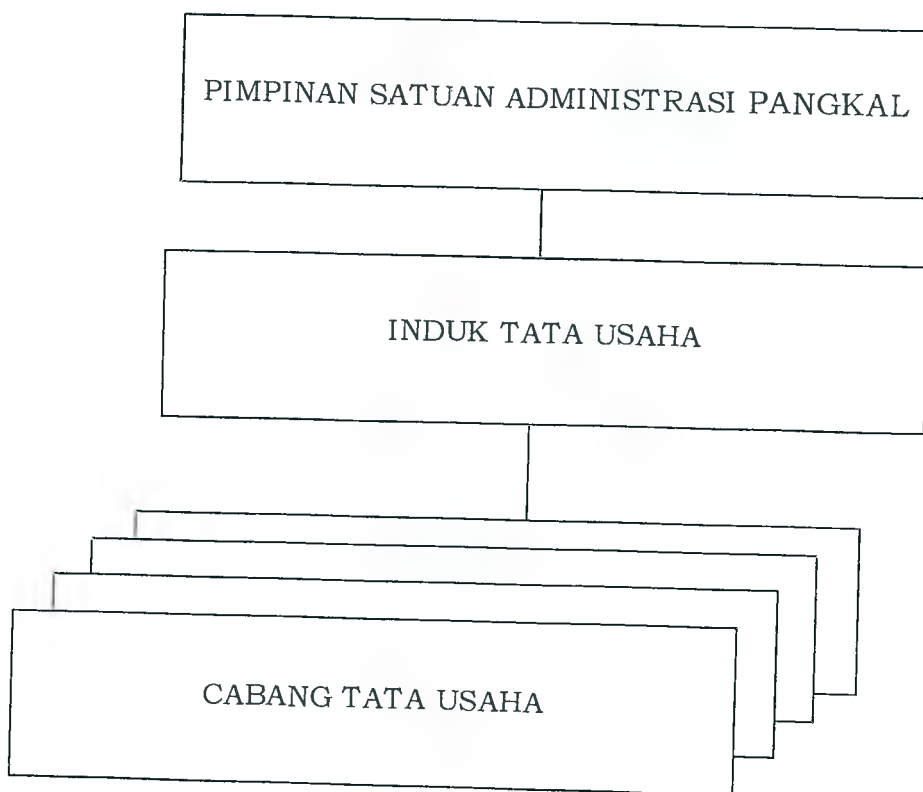 PIMPINAN SATUAN ADMINISTRASI PANGKAL
INDUK TATA USAHA
CABANG TATA USAHA